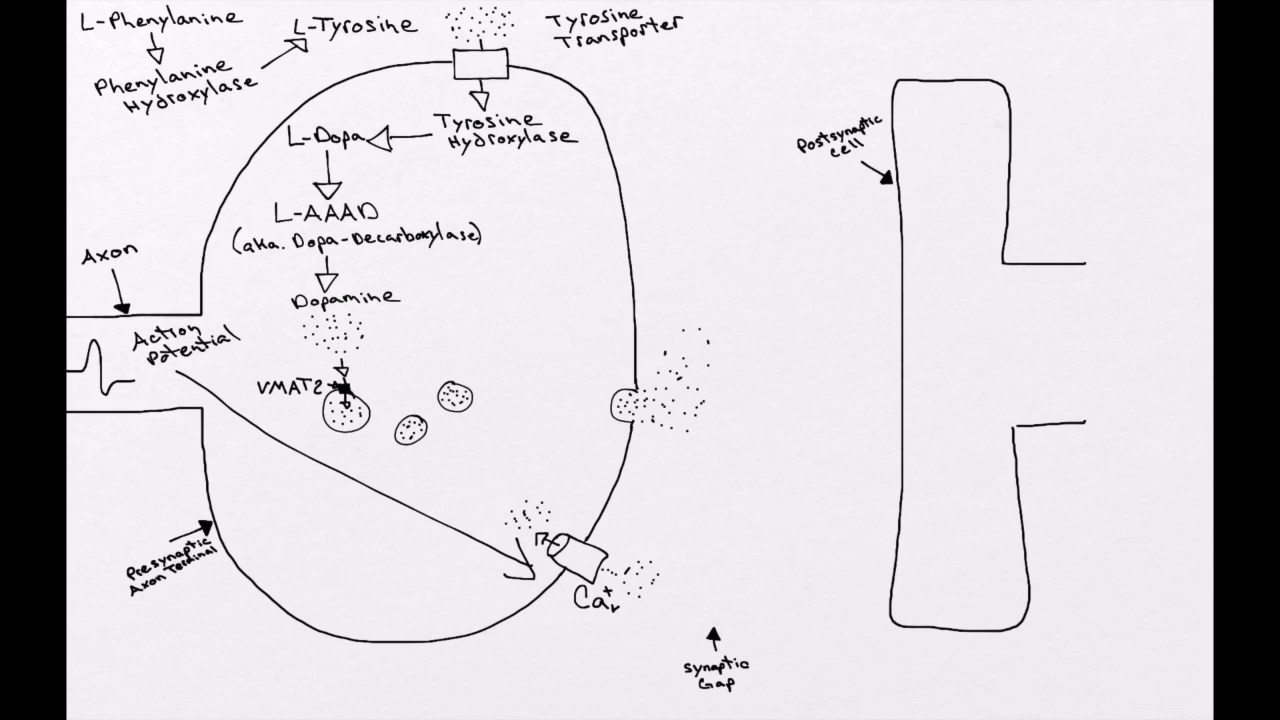 L-Phenylanine
Phenylanine
Hydroxylase
L-Tyrosine
Tyrosine
Transporter
Tyrosine
Hydroxylase
L-Dopa
L-AAAD
(aka. Dopa-Decarboxylase)
Dopamine
VMAT2
Axon
Action
Potential
Presynaptic
Axon Terminal
Ca+2
Synaptic
Gap
Postsynaptic
Cell